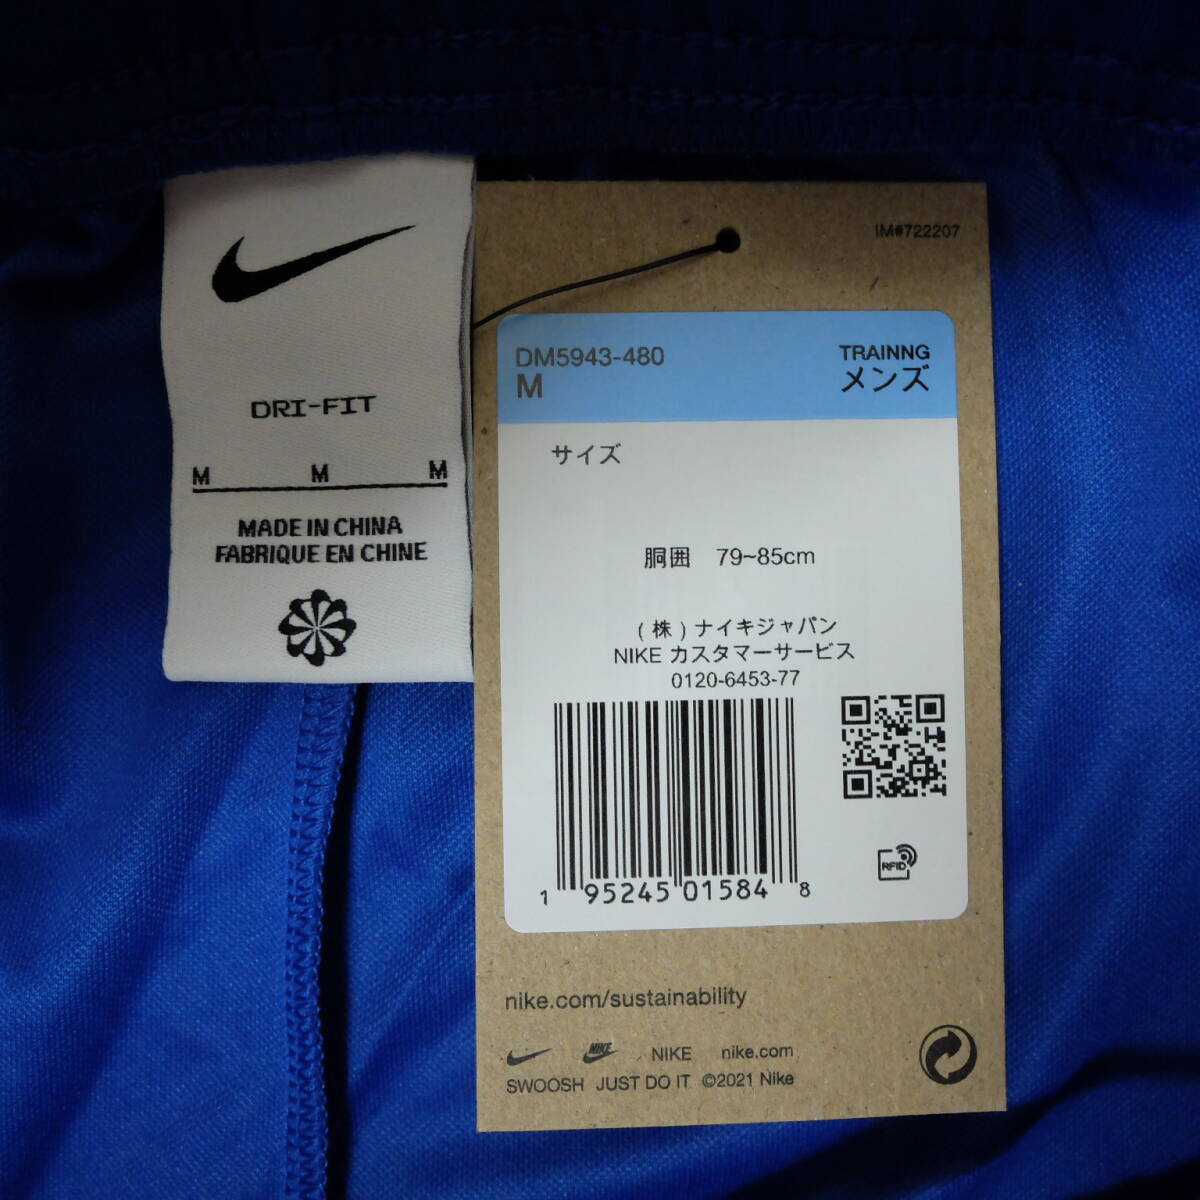 DRI-FIT
M M M
MADE IN CHINA
FABRIQUE EN CHINE
IM#722207
DM5943-480
M
TRAINNG
メンズ
サイズ
胴囲 79~85cm
(株)ナイキジャパン
NIKE カスタマーサービス
0120-6453-77
1 95245 01584 8
RFID
nike.com/sustainability
NIKE NIKE nike.com
SWOOSH JUST DO IT ©2021 Nike